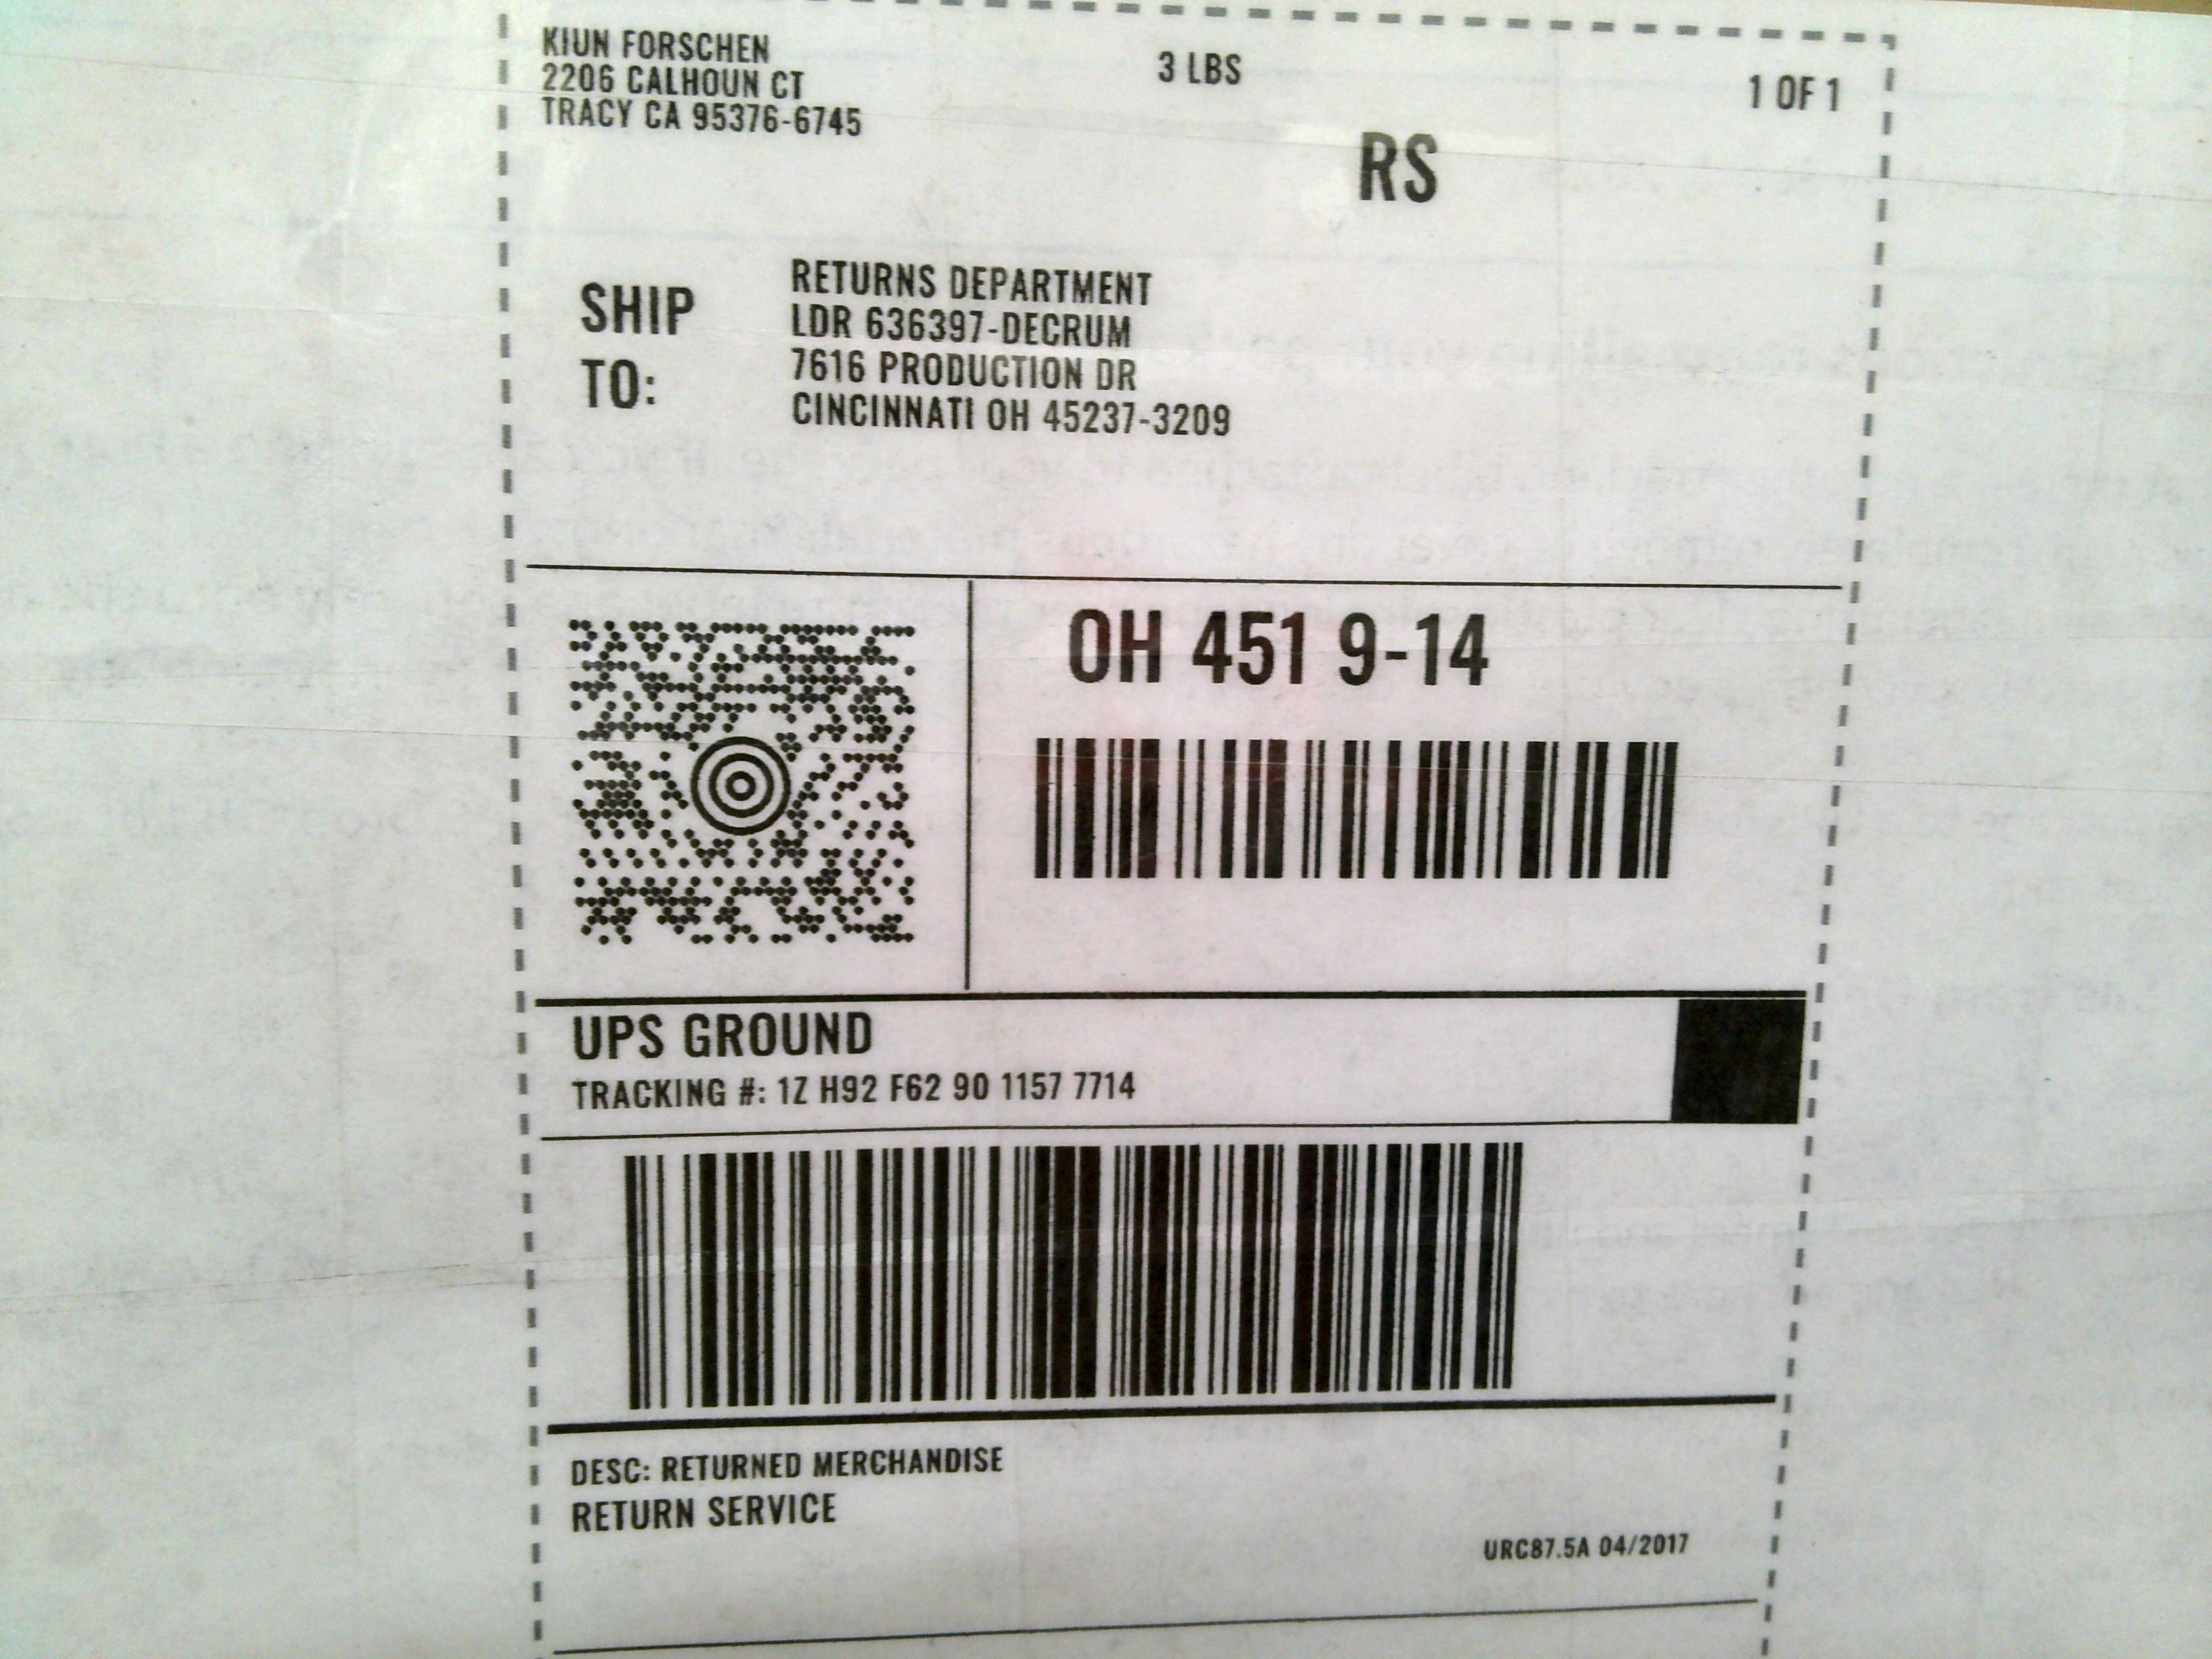 KIUN FORSCHEN
2206 CALHOUN CT
TRACY CA 95376-6745
3 LBS
1 OF 1
RS
SHIP TO:
RETURNS DEPARTMENT
LDR 636397-DECRUM
7616 PRODUCTION DR
CINCINNATI OH 45237-3209
OH 451 9-14
UPS GROUND
TRACKING #: 1Z H92 F62 90 1157 7714
DESC: RETURNED MERCHANDISE
RETURN SERVICE
URC87.5A 04/2017